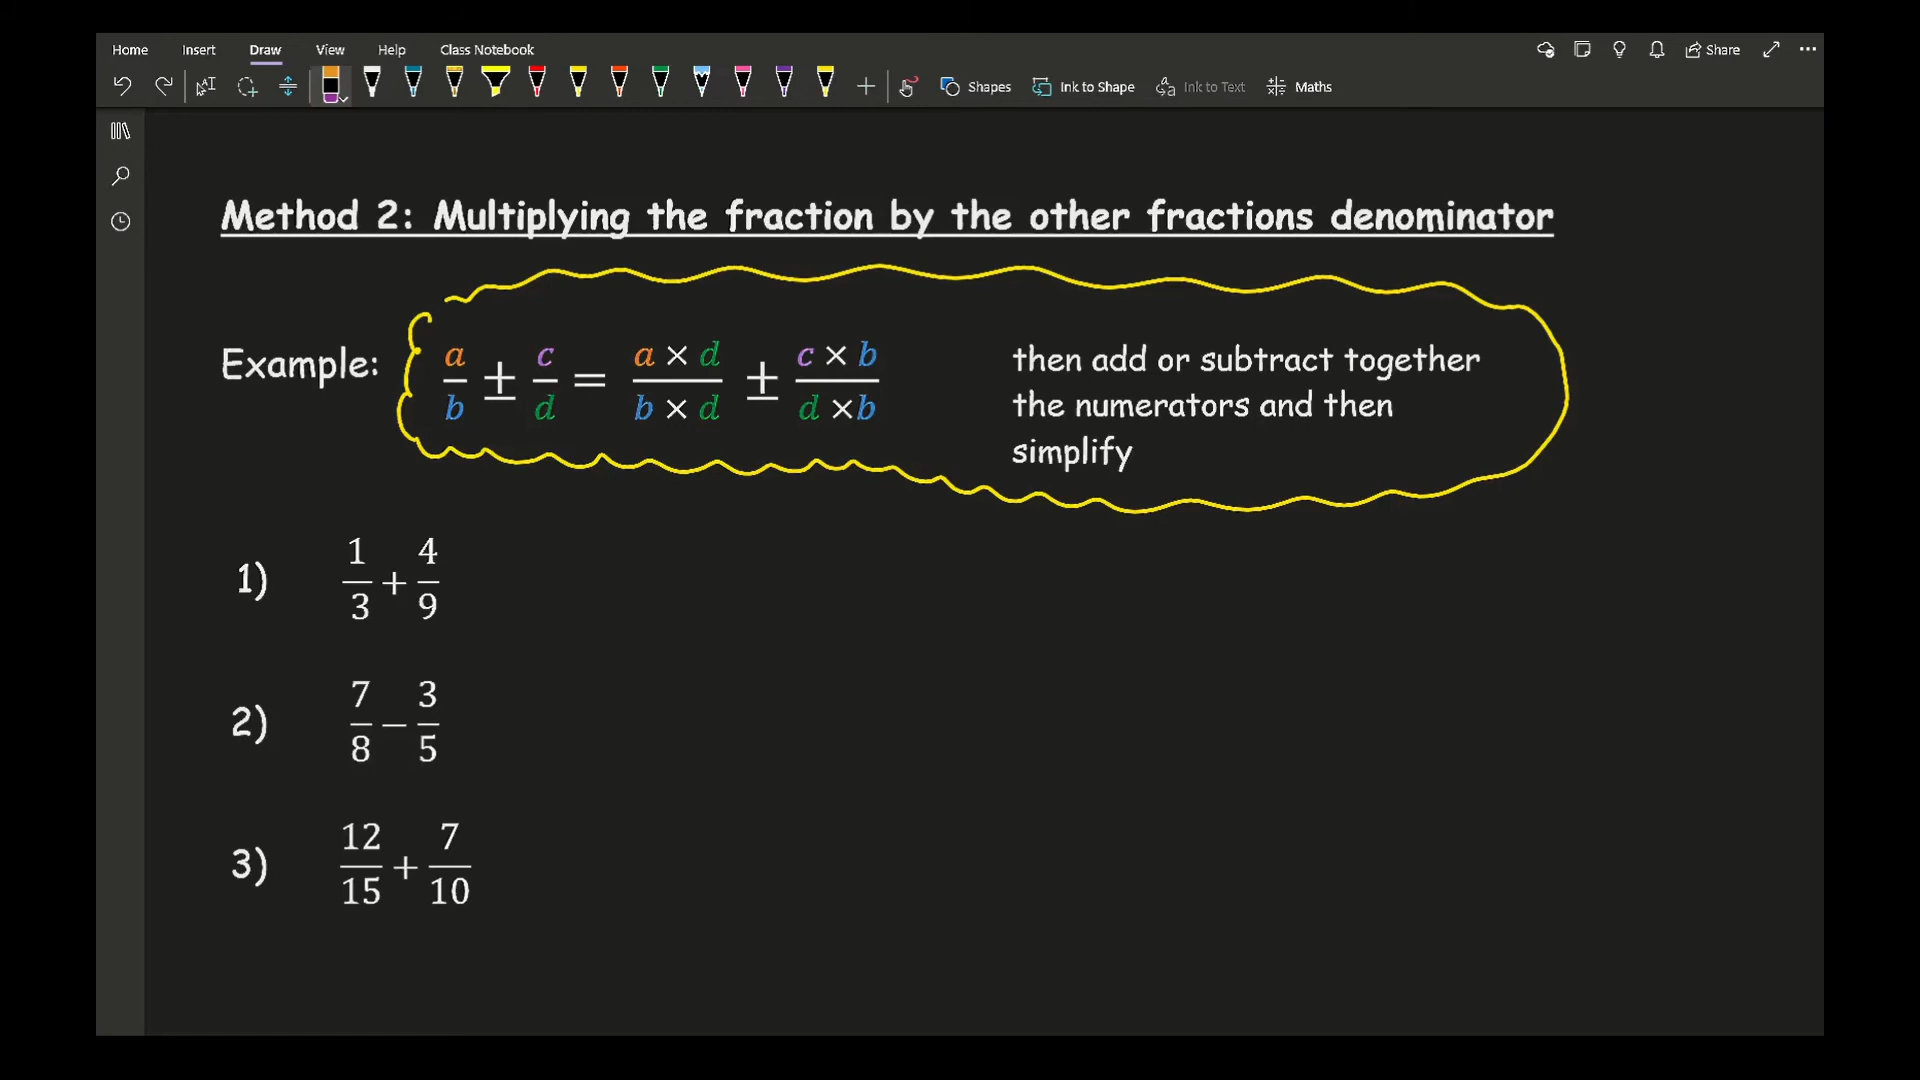 Home Insert Draw View Help Class Notebook Share
Shapes Ink to Shape Ink to Text Maths
Method 2: Multiplying the fraction by the other fractions denominator
Example: a/b ± c/d = a × d / b × d ± c × b / d × b
then add or subtract together
the numerators and then
simplify
1) 1/3 + 4/9
2) 7/8 − 3/5
3) 12/15 + 7/10